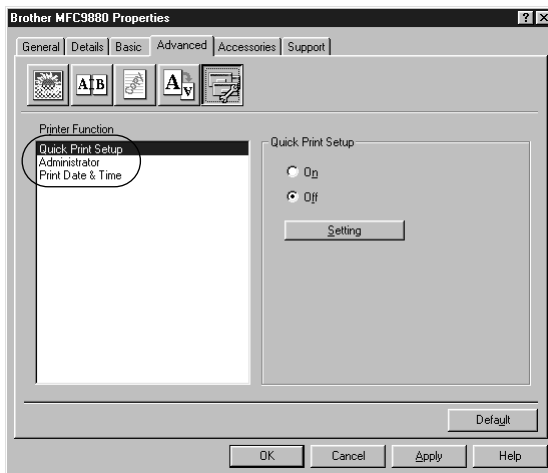 Brother MFC9880 Properties
General Details Basic Advanced Accessories Support
A B
A
Printer Function
Quick Print Setup
Administrator
Print Date & Time
Quick Print Setup
On
Off
Setting
Default
OK Cancel Apply Help